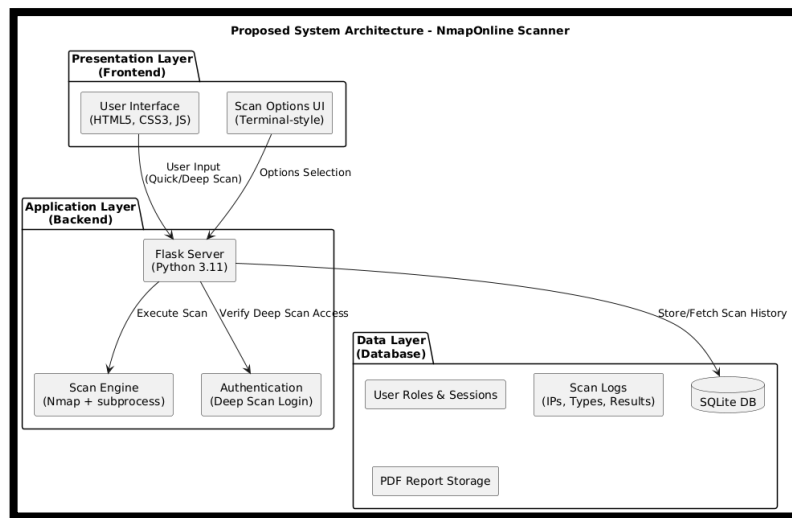 Proposed System Architecture - NmapOnline Scanner
Presentation Layer
(Frontend)
User Interface
(HTML5, CSS3, JS)
Scan Options UI
(Terminal-style)
User Input
(Quick/Deep Scan)
Options Selection
Application Layer
(Backend)
Flask Server
(Python 3.11)
Execute Scan
Verify Deep Scan Access
Store/Fetch Scan History
Scan Engine
(Nmap + subprocess)
Authentication
(Deep Scan Login)
Data Layer
(Database)
User Roles & Sessions
Scan Logs
(IPs, Types, Results)
SQLite DB
PDF Report Storage